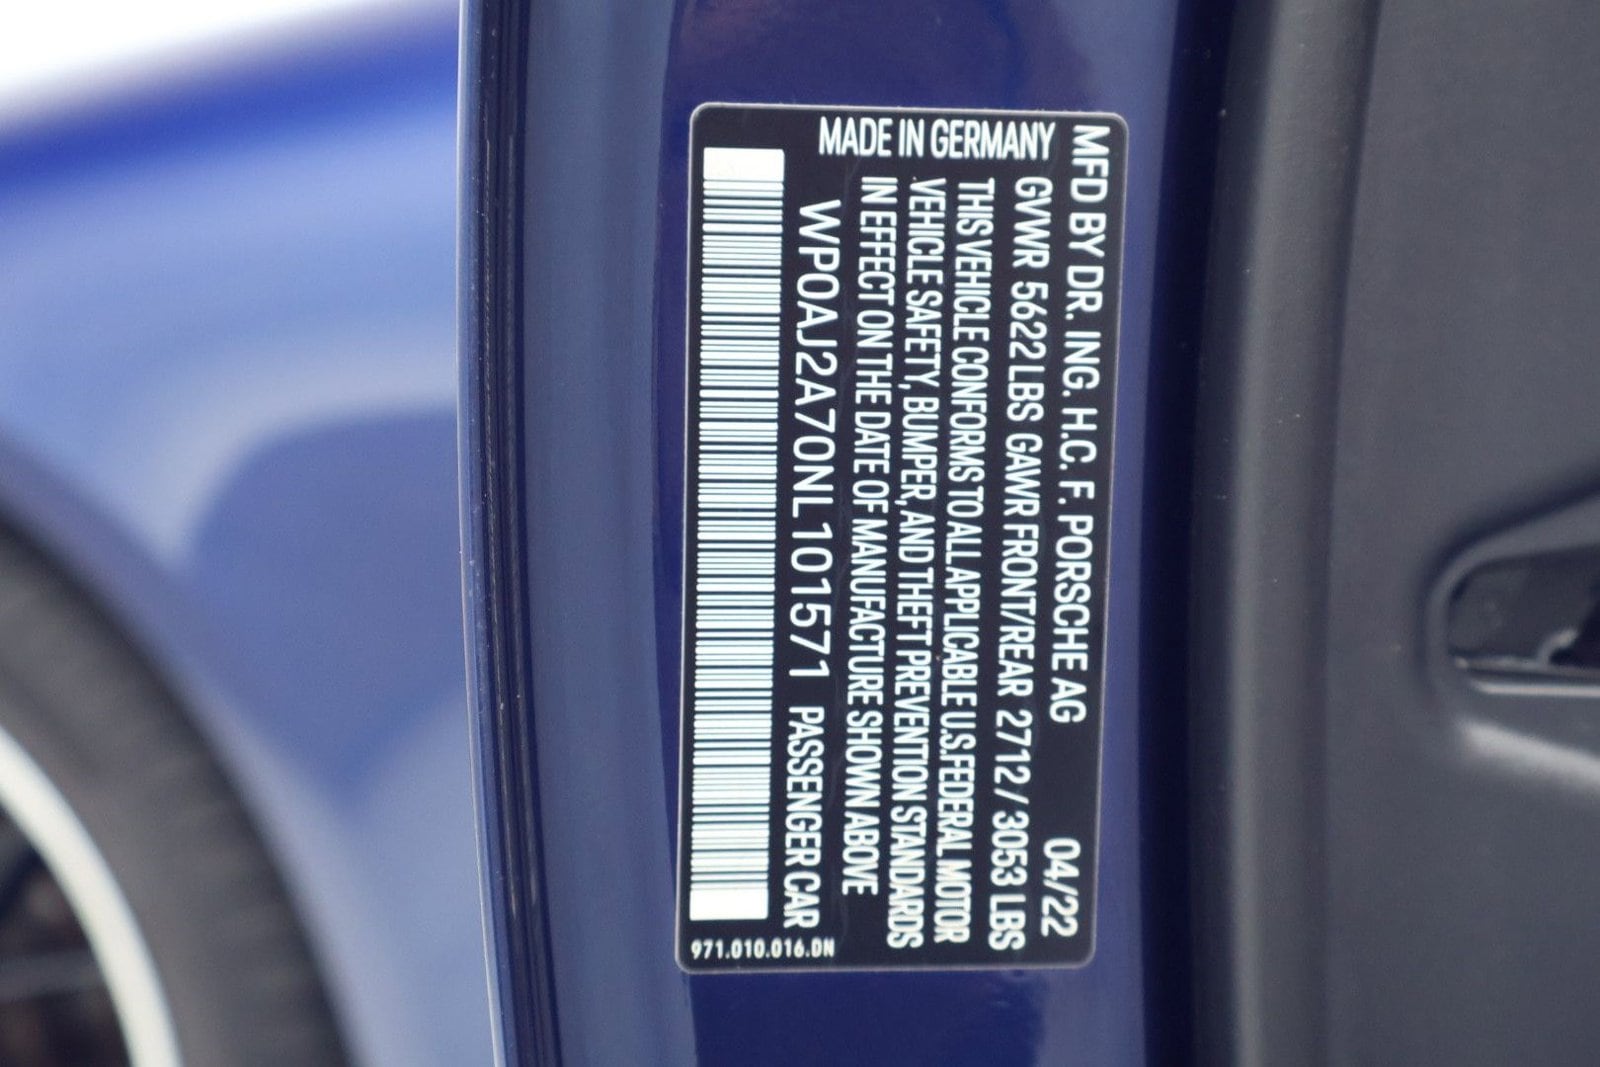 MFD BY DR. ING. H.C. F. PORSCHE AG 04/22
GVWR 5622 LBS GAWR FRONT/REAR 2712 / 3053 LBS
THIS VEHICLE CONFORMS TO ALL APPLICABLE U.S.FEDERAL MOTOR
VEHICLE SAFETY, BUMPER, AND THEFT PREVENTION STANDARDS
IN EFFECT ON THE DATE OF MANUFACTURE SHOWN ABOVE
WP0AJ2A70NL101571 PASSENGER CAR
MADE IN GERMANY
971.010.016.DN